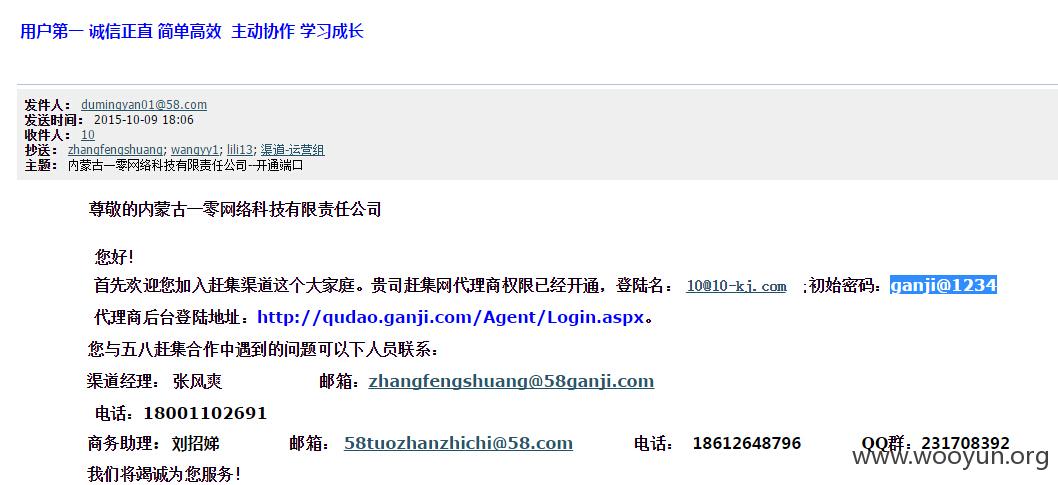 用户第一 诚信正直 简单高效 主动协作 学习成长
发件人： dumingyan01@58.com
发送时间： 2015-10-09 18:06
收件人： 10
抄送： zhangfengshuang; wangyy1; lili13; 渠道-运营组
主题： 内蒙古一零网络科技有限责任公司--开通端口
尊敬的内蒙古一零网络科技有限责任公司
您好！
首先欢迎您加入赶集渠道这个大家庭。贵司赶集网代理商权限已经开通，登陆名： 10@10-kj.com ;初始密码：ganji@1234
代理商后台登陆地址：http://qudao.ganji.com/Agent/Login.aspx。
您与五八赶集合作中遇到的问题可以下人员联系：
渠道经理： 张风爽 邮箱：zhangfengshuang@58ganji.com
电话：18001102691
商务助理： 刘招娣 邮箱： 58tuozhanzhichi@58.com 电话： 18612648796 QQ群：231708392
我们将竭诚为您服务！
www.wooyun.org